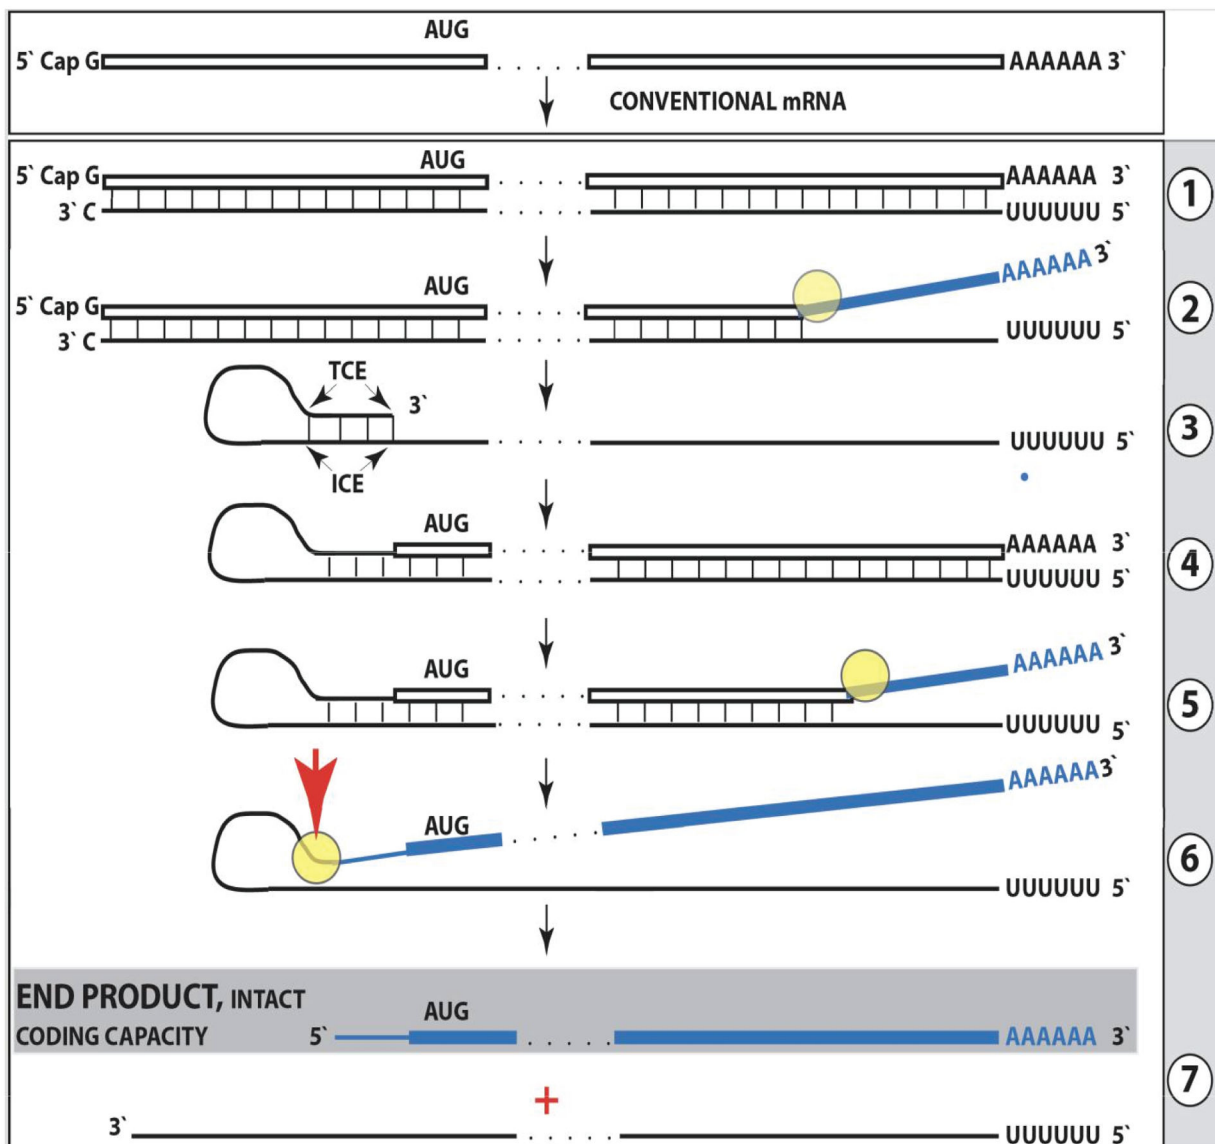 AUG
5` Cap G AAAAAA 3`
CONVENTIONAL mRNA
AUG
5` Cap G AAAAAA 3`
3` C UUUUUU 5`
1
AUG AAAAAA 3`
5` Cap G
3` C UUUUUU 5`
2
TCE
3`
UUUUUU 5`
ICE
3
AUG
AAAAAA 3`
UUUUUU 5`
4
AUG AAAAAA 3`
UUUUUU 5`
5
AAAAAA 3`
AUG
UUUUUU 5`
6
END PRODUCT, INTACT AUG
CODING CAPACITY 5` AAAAAA 3`
+
7
3` UUUUUU 5`